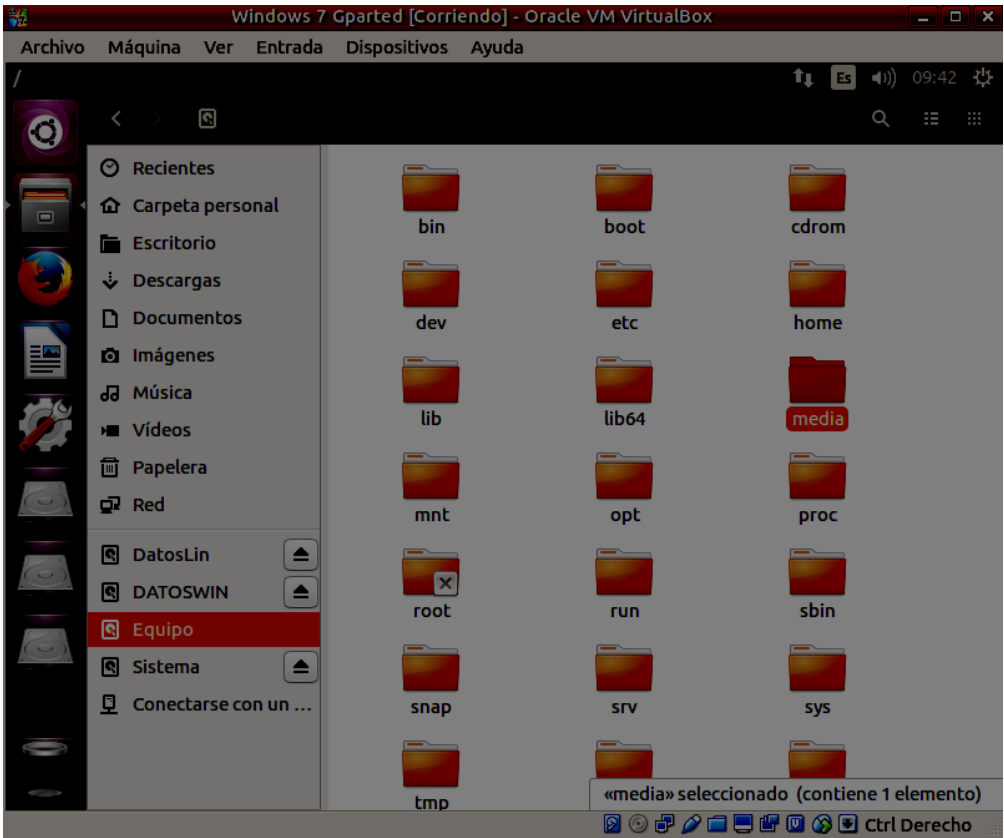 Windows 7 Gparted [Corriendo] - Oracle VM VirtualBox
Archivo Máquina Ver Entrada Dispositivos Ayuda
/
Es 09:42
Recientes
Carpeta personal
Escritorio
Descargas
Documentos
Imágenes
Música
Vídeos
Papelera
Red
DatosLin
DATOSWIN
Equipo
Sistema
Conectarse con un ...
bin boot cdrom
dev etc home
lib lib64 media
mnt opt proc
root run sbin
snap srv sys
tmp
«media» seleccionado (contiene 1 elemento)
Ctrl Derecho